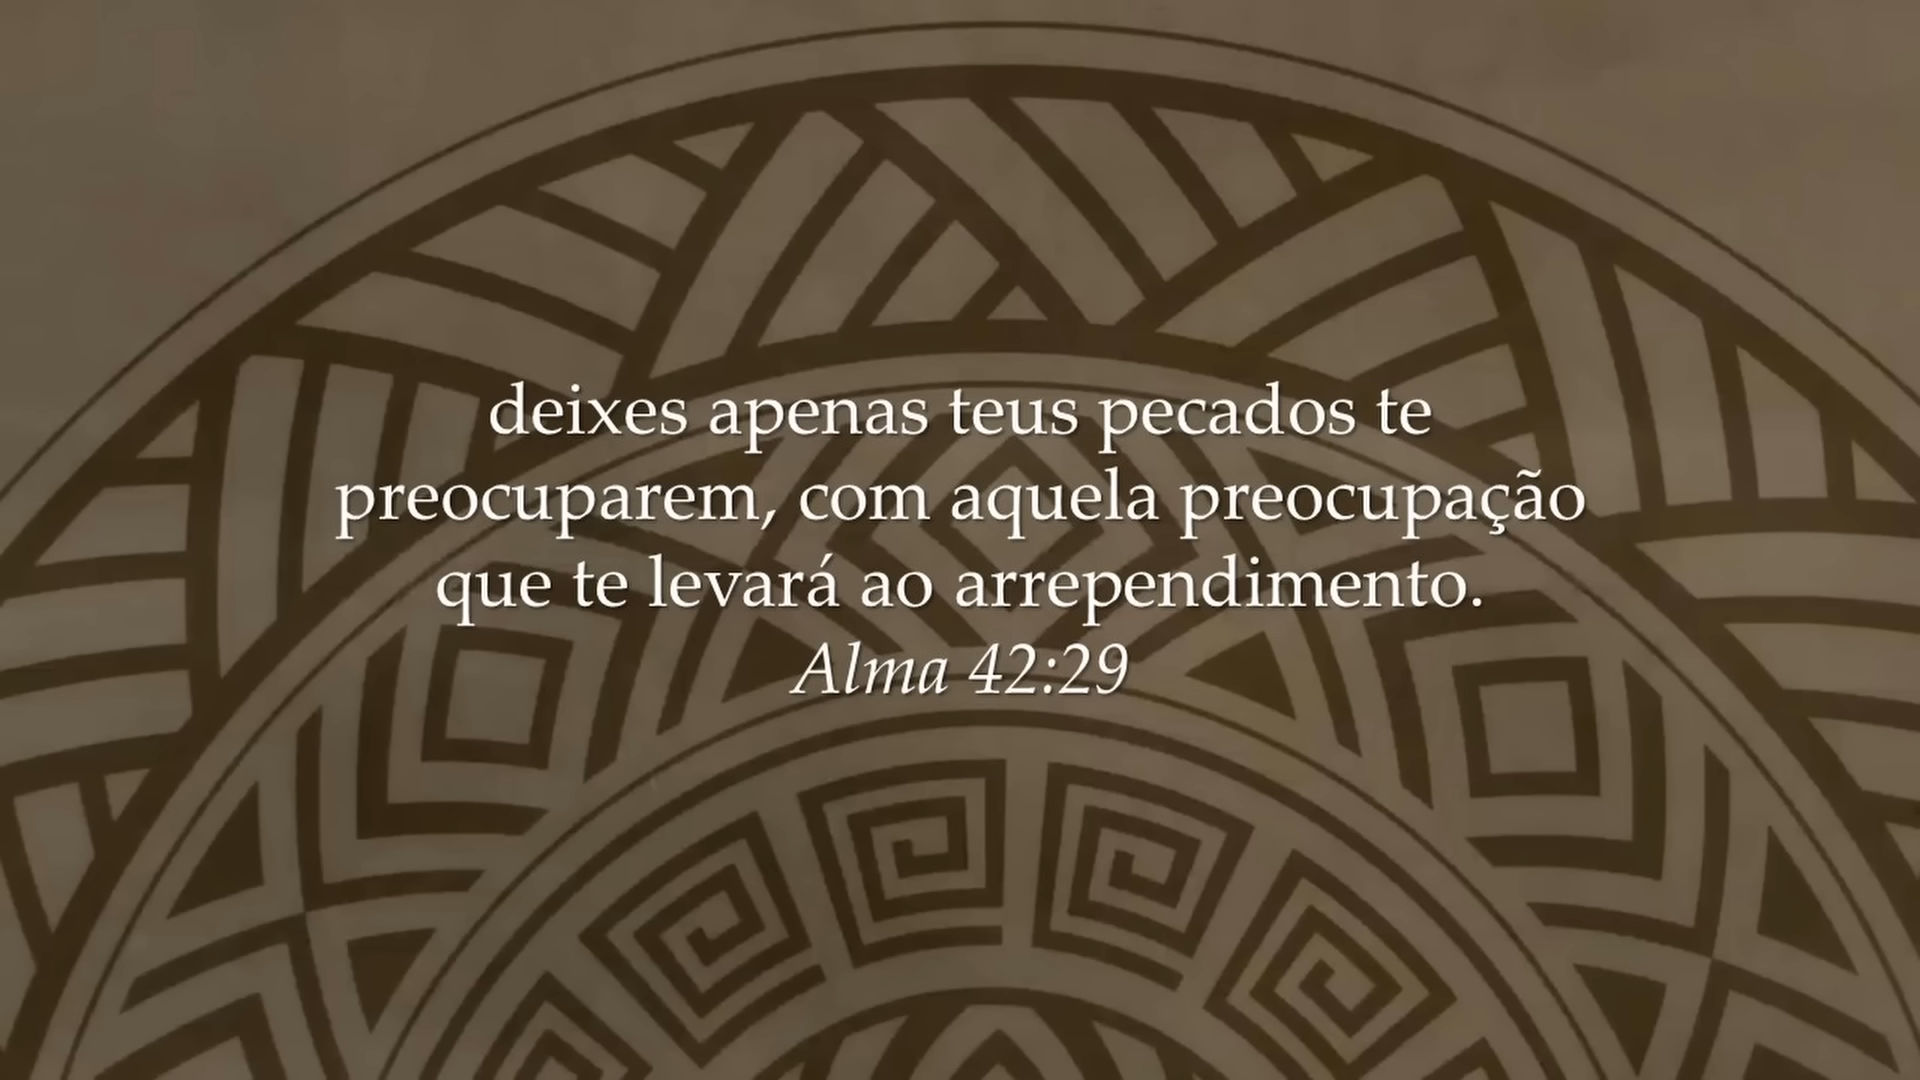 deixes apenas teus pecados te
preocuparem, com aquela preocupação
que te levará ao arrependimento.
Alma 42:29